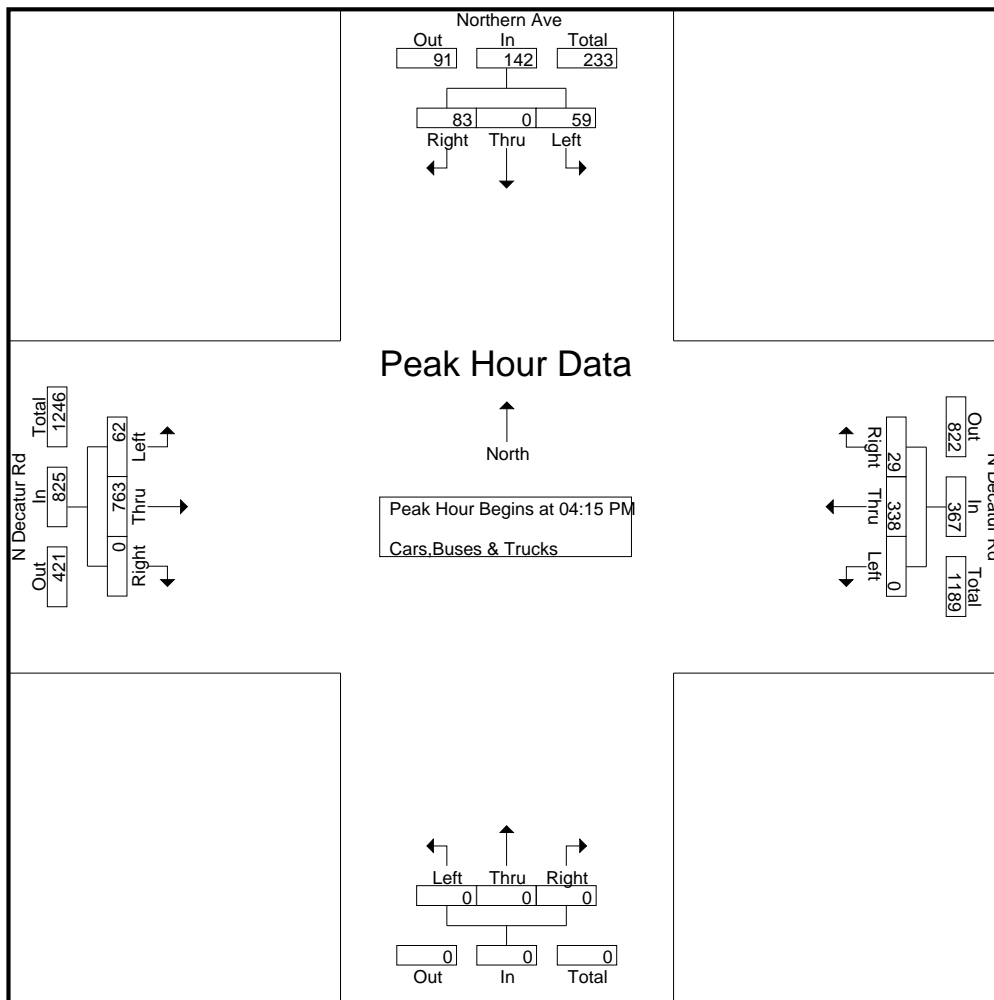 Northern Ave
Out In Total
91 142 233
83 0 59
Right Thru Left
Peak Hour Data
North
Peak Hour Begins at 04:15 PM
Cars,Buses & Trucks
N Decatur Rd
Out In Total
421 825 1246
62 763 0
Left Thru Right
N Decatur Rd
Out In Total
822 367 1189
29 338 0
Right Thru Left
Left Thru Right
0 0 0
0 0 0
Out In Total